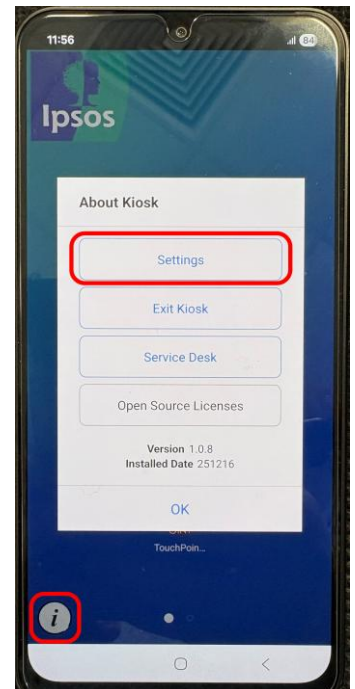 11:56
84
Ipsos
About Kiosk
Settings
Exit Kiosk
Service Desk
Open Source Licenses
Version 1.0.8
Installed Date 251216
OK
TouchPoin...
i